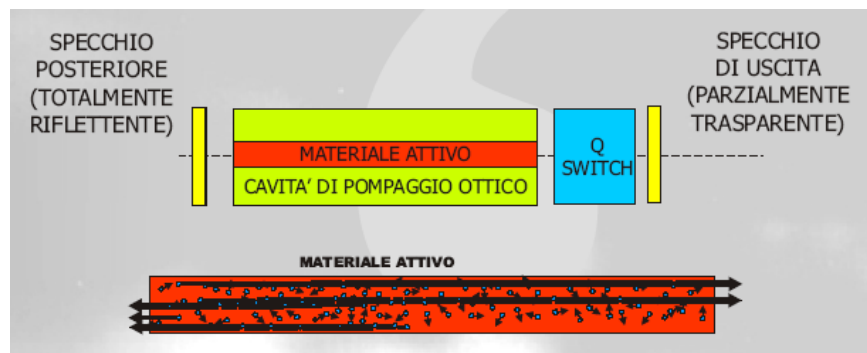 SPECCHIO
POSTERIORE
(TOTALMENTE
RIFLETTENTE)
SPECCHIO
DI USCITA
(PARZIALMENTE
TRASPARENTE)
MATERIALE ATTIVO
CAVITA' DI POMPAGGIO OTTICO
Q
SWITCH
MATERIALE ATTIVO